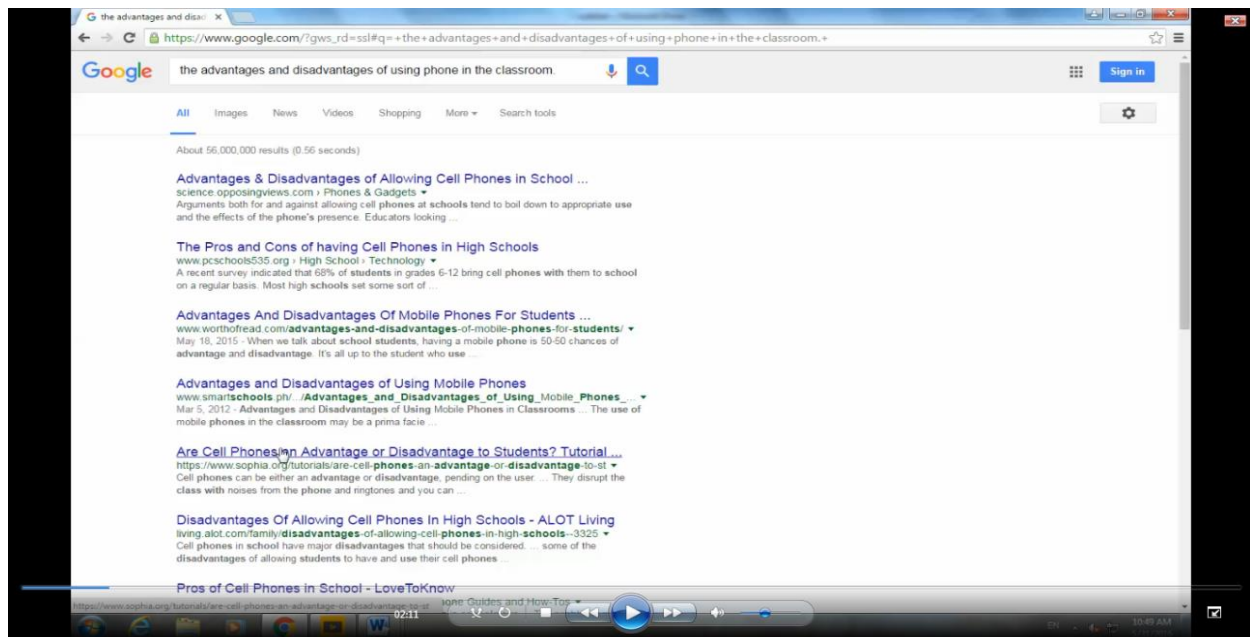 G the advantages and disad
https://www.google.com/?gws_rd=ssl#q=+the+advantages+and+disadvantages+of+using+phone+in+the+classroom.+
Google
the advantages and disadvantages of using phone in the classroom.
Sign in
All Images News Videos Shopping More Search tools
About 56,000,000 results (0.56 seconds)
Advantages & Disadvantages of Allowing Cell Phones in School ...
science.opposingviews.com › Phones & Gadgets
Arguments both for and against allowing cell phones at schools tend to boil down to appropriate use
and the effects of the phone's presence. Educators looking ...
The Pros and Cons of having Cell Phones in High Schools
www.pcschools535.org › High School › Technology
A recent survey indicated that 68% of students in grades 6-12 bring cell phones with them to school
on a regular basis. Most high schools set some sort of ...
Advantages And Disadvantages Of Mobile Phones For Students ...
www.worthofread.com/advantages-and-disadvantages-of-mobile-phones-for-students/
May 18, 2015 - When we talk about school students, having a mobile phone is 50-50 chances of
advantage and disadvantage. It's all up to the student who use ...
Advantages and Disadvantages of Using Mobile Phones
www.smartschools.ph/.../Advantages_and_Disadvantages_of_Using_Mobile_Phones_...
Mar 5, 2012 - Advantages and Disadvantages of Using Mobile Phones in Classrooms ... The use of
mobile phones in the classroom may be a prima facie ...
Are Cell Phones an Advantage or Disadvantage to Students? Tutorial ...
https://www.sophia.org/tutorials/are-cell-phones-an-advantage-or-disadvantage-to-st
Cell phones can be either an advantage or disadvantage, pending on the user. ... They disrupt the
class with noises from the phone and ringtones and you can ...
Disadvantages Of Allowing Cell Phones In High Schools - ALOT Living
living.alot.com/family/disadvantages-of-allowing-cell-phones-in-high-schools--3325
Cell phones in school have major disadvantages that should be considered. ... some of the
disadvantages of allowing students to have and use their cell phones ...
Pros of Cell Phones in School - LoveToKnow
https://www.sophia.org/tutorials/are-cell-phones-an-advantage-or-disadvantage-to-st
Guides and How-Tos
02:11
EN
10:49 AM